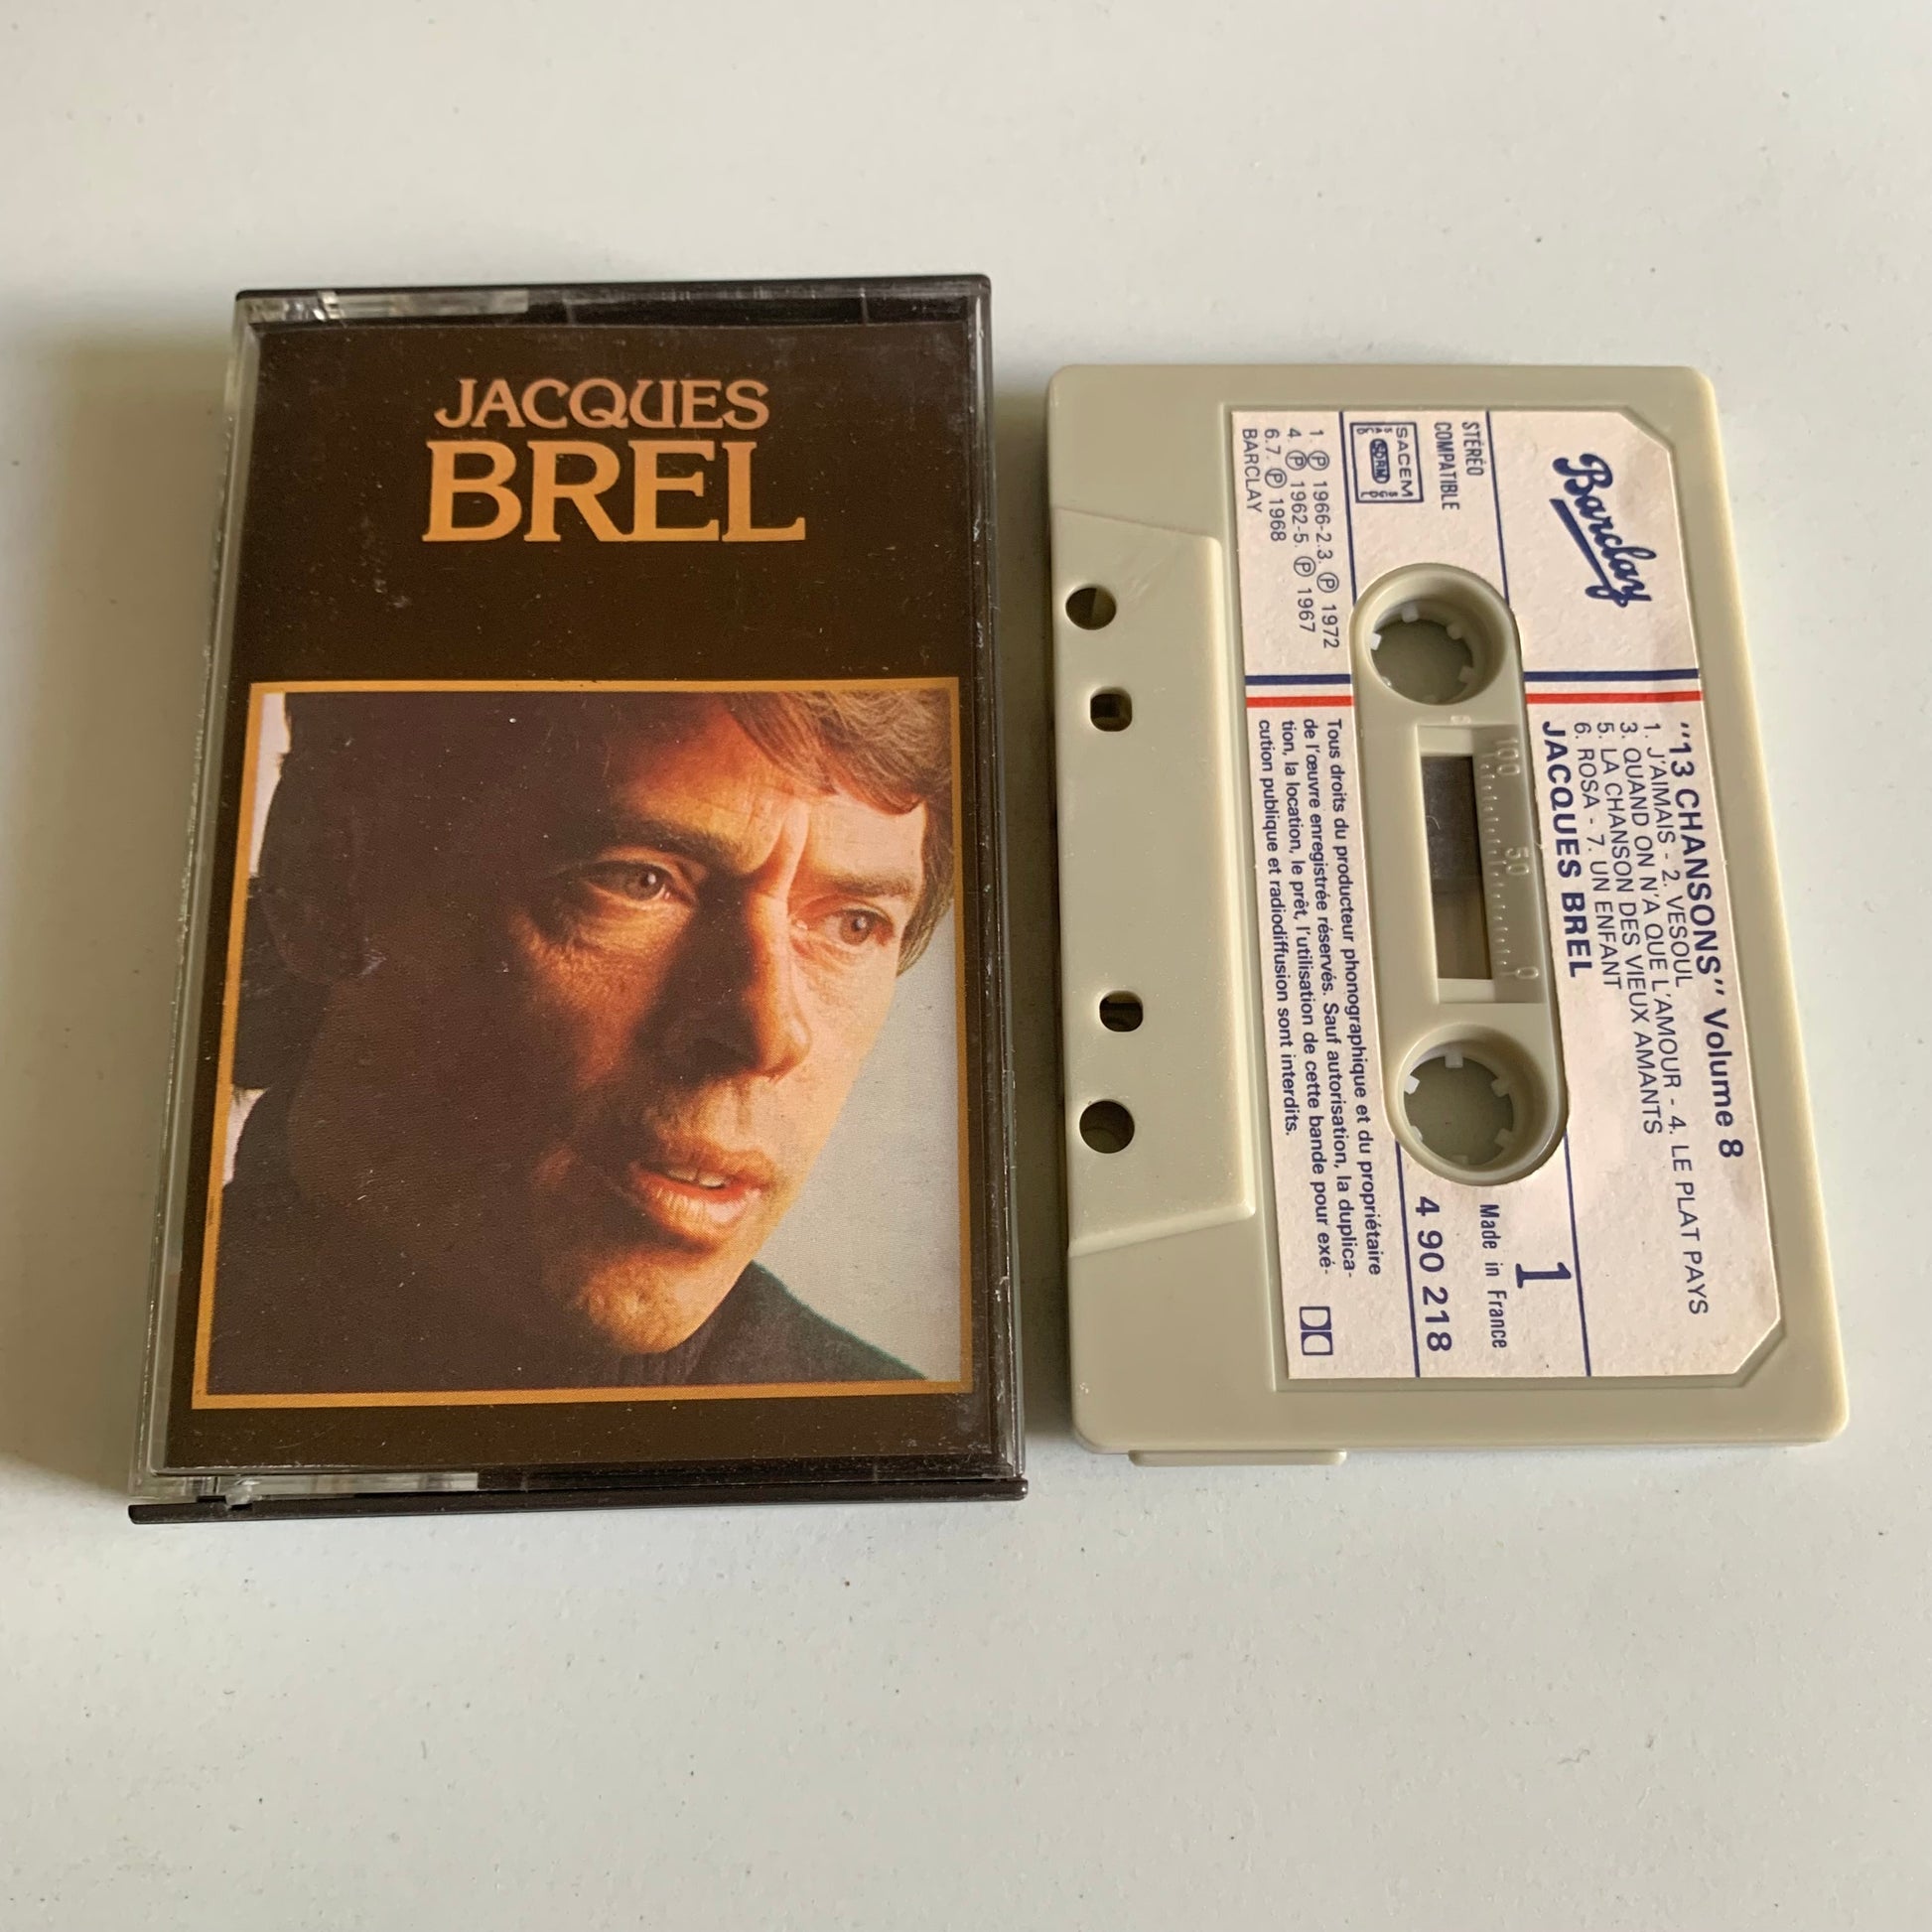 JACQUES
BREL
Barclay
"13 CHANSONS" Volume 8
1. J'AIMAIS - 2. VESOUL
3. QUAND ON N'A QUE L'AMOUR - 4. LE PLAT PAYS
5. LA CHANSON DES VIEUX AMANTS
6. ROSA - 7. UN ENFANT
JACQUES BREL
STÉRÉO
COMPATIBLE
1
Made in France
4 90 218
SACEM
SDRM
100 50 0
1. Ⓟ 1966-2.3. Ⓟ 1972
4. Ⓟ 1962-5. Ⓟ 1967
6.7. Ⓟ 1968
BARCLAY
Tous droits du producteur phonographique et du propriétaire
de l'œuvre enregistrée réservés. Sauf autorisation, la duplica-
tion, la location, le prêt, l'utilisation de cette bande pour exé-
cution publique et radiodiffusion sont interdits.